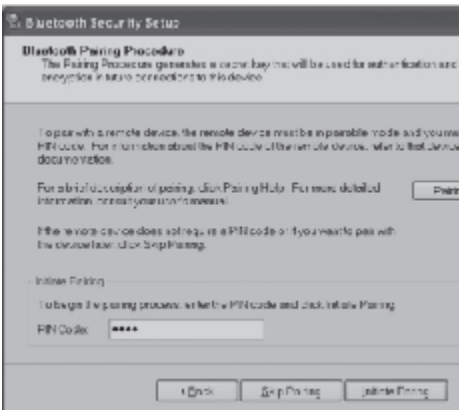 Bluetooth Security Setup
Bluetooth Pairing Procedure
The Pairing Procedure generates a secret key that will be used for authentication and
encryption in future connections to this device.
To pair with a remote device, the remote device must be in pairable mode and you
PIN code. For information about the PIN code of the remote device, refer to that device
documentation.
For a brief description of pairing, click Pairing Help. For more detailed
information, consult your user's manual.
If the remote device does not require a PIN code or if you want to pair with
the device later, click Skip Pairing.
Initiate Pairing
To begin the pairing process, enter the PIN code and click Initiate Pairing.
PIN Code: ••••
< Back
Skip Pairing
Initiate Pairing